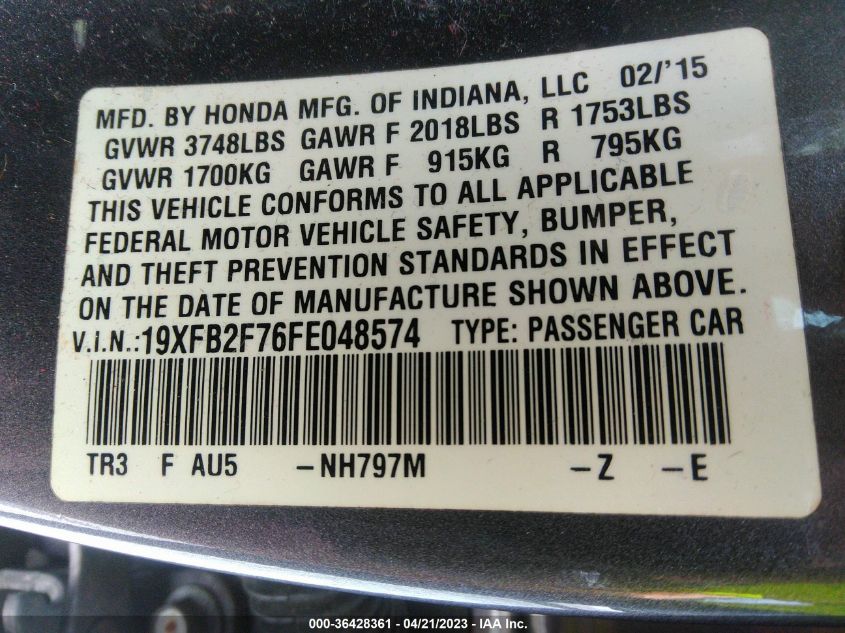 MFD. BY HONDA MFG. OF INDIANA, LLC 02/'15
GVWR 3748LBS GAWR F 2018LBS R 1753LBS
GVWR 1700KG GAWR F 915KG R 795KG
THIS VEHICLE CONFORMS TO ALL APPLICABLE
FEDERAL MOTOR VEHICLE SAFETY, BUMPER,
AND THEFT PREVENTION STANDARDS IN EFFECT
ON THE DATE OF MANUFACTURE SHOWN ABOVE.
V.i.N.:19XFB2F76FE048574 TYPE: PASSENGER CAR
TR3 F AU5 -NH797M -Z -E
000-36428361 - 04/21/2023 - IAA Inc.